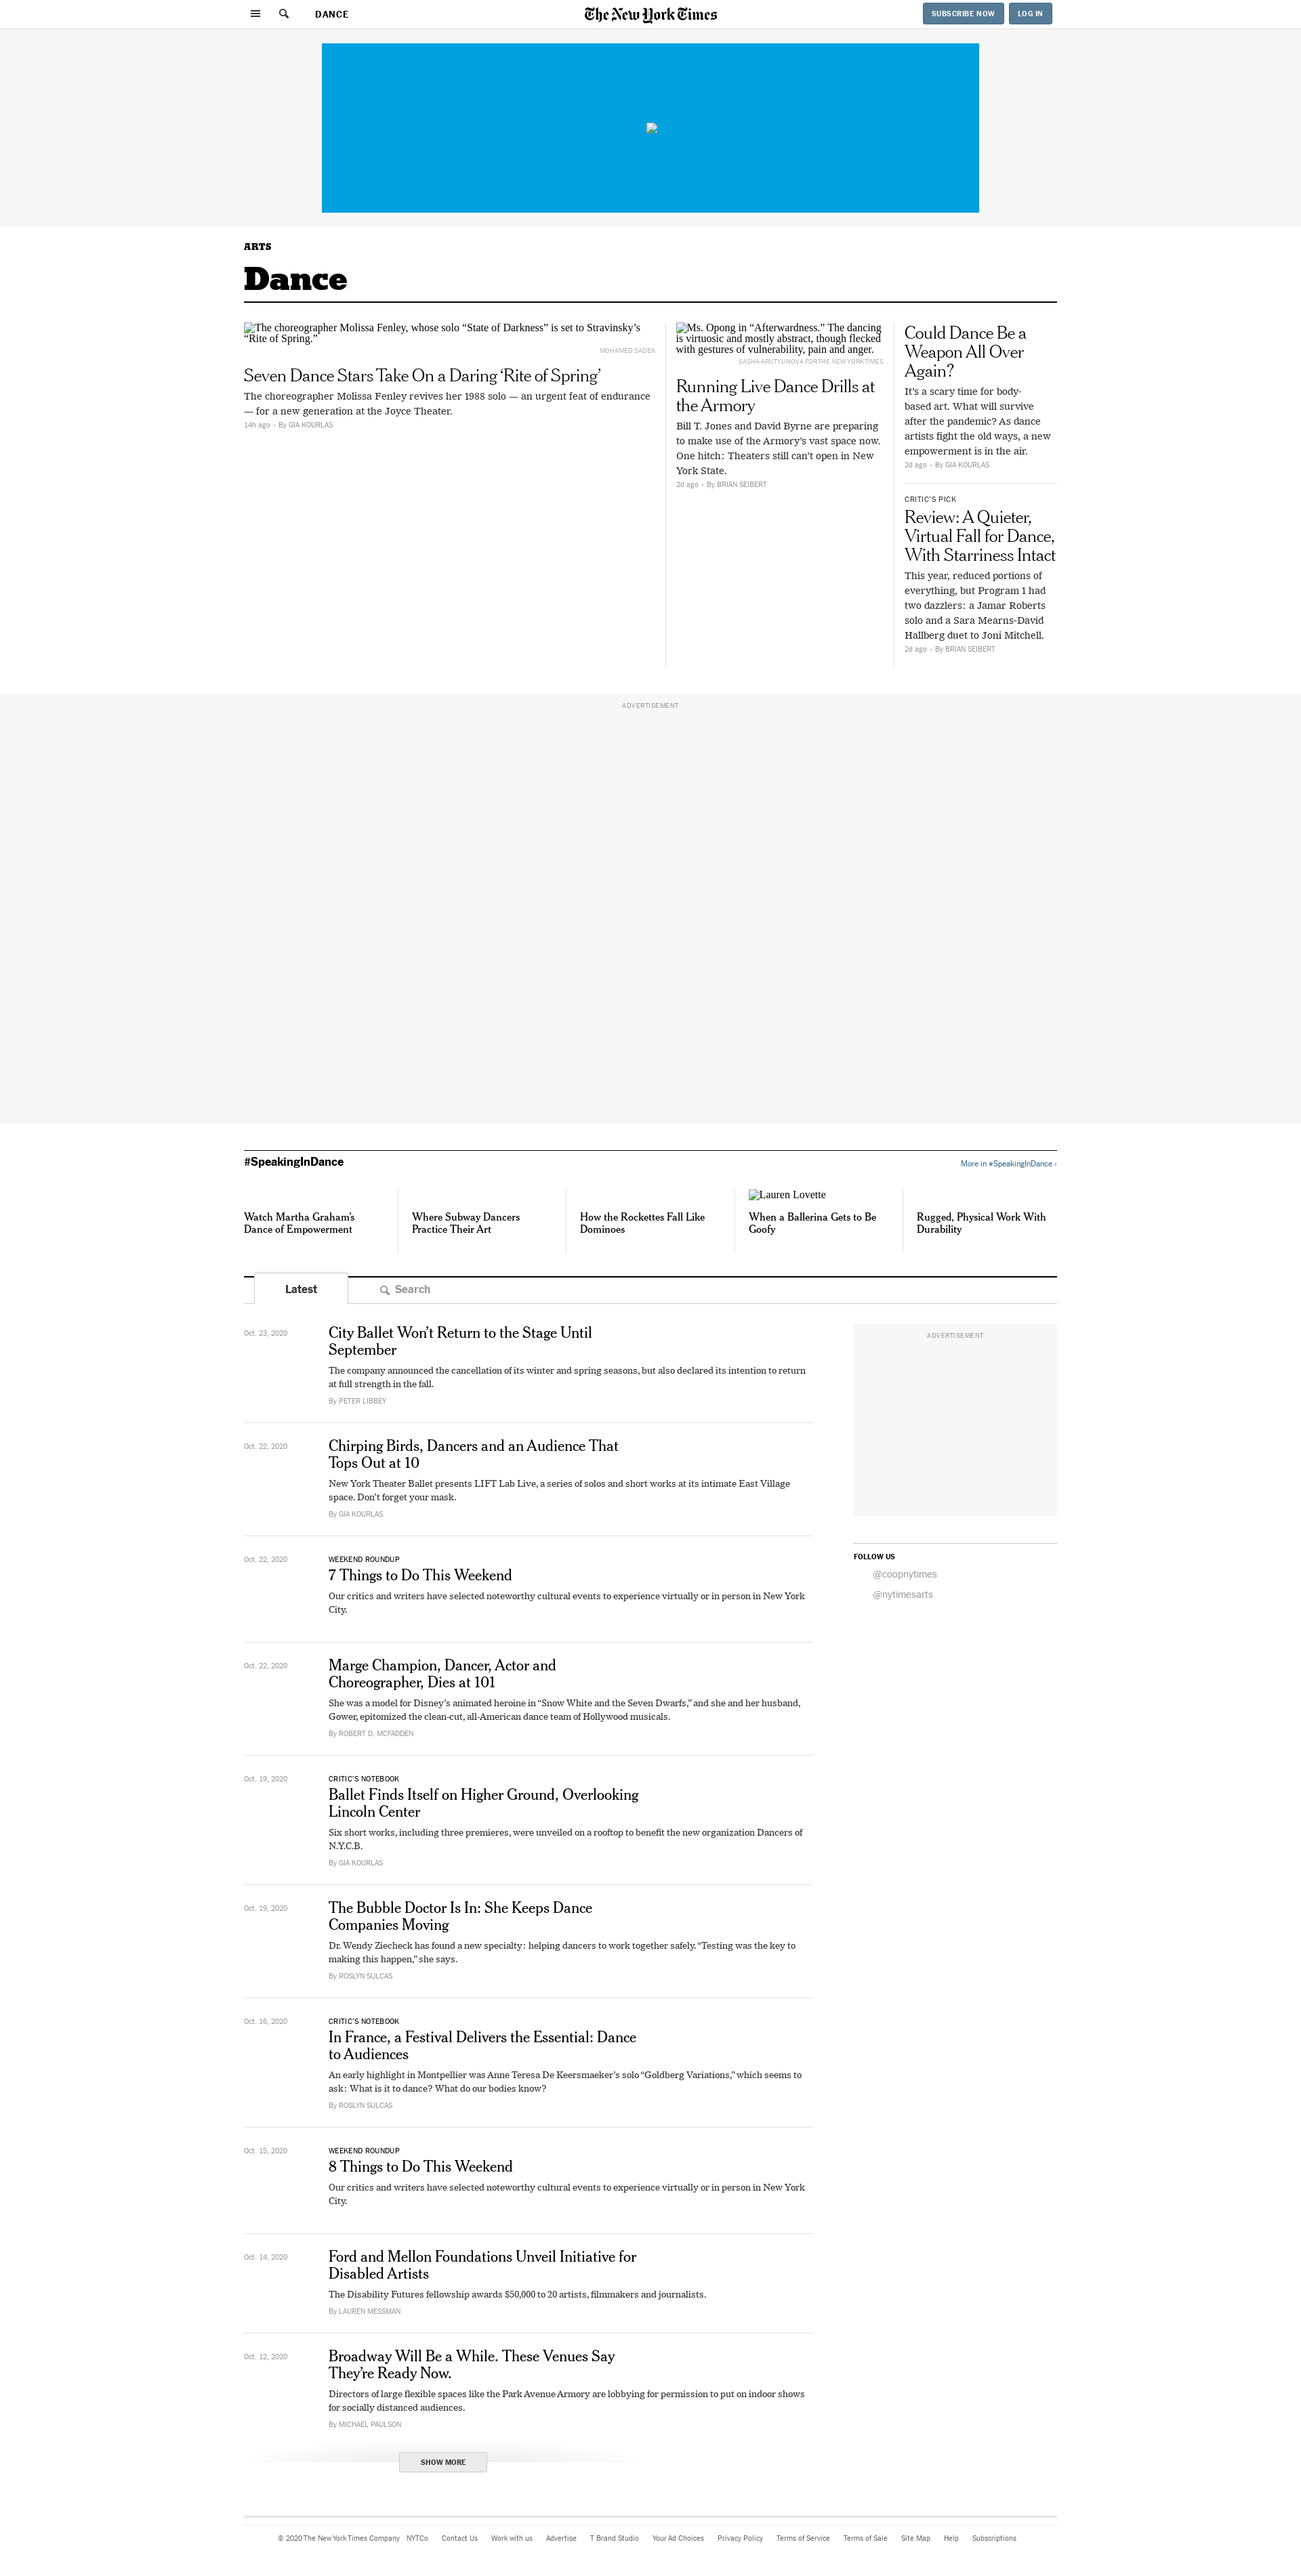 DANCE
The New York Times
SUBSCRIBE NOW
LOG IN
ARTS
Dance
The choreographer Molissa Fenley, whose solo “State of Darkness” is set to Stravinsky’s
“Rite of Spring.”
MOHAMED SADEK
Seven Dance Stars Take On a Daring ‘Rite of Spring’
The choreographer Molissa Fenley revives her 1988 solo — an urgent feat of endurance
— for a new generation at the Joyce Theater.
14h ago • By GIA KOURLAS
Ms. Opong in “Afterwardness.” The dancing
is virtuosic and mostly abstract, though flecked
with gestures of vulnerability, pain and anger.
SASHA ARUTYUNOVA FOR THE NEW YORK TIMES
Running Live Dance Drills at
the Armory
Bill T. Jones and David Byrne are preparing
to make use of the Armory’s vast space now.
One hitch: Theaters still can’t open in New
York State.
2d ago • By BRIAN SEIBERT
Could Dance Be a
Weapon All Over
Again?
It’s a scary time for body-
based art. What will survive
after the pandemic? As dance
artists fight the old ways, a new
empowerment is in the air.
2d ago • By GIA KOURLAS
CRITIC’S PICK
Review: A Quieter,
Virtual Fall for Dance,
With Starriness Intact
This year, reduced portions of
everything, but Program 1 had
two dazzlers: a Jamar Roberts
solo and a Sara Mearns-David
Hallberg duet to Joni Mitchell.
2d ago • By BRIAN SEIBERT
ADVERTISEMENT
#SpeakingInDance
More in #SpeakingInDance ›
Watch Martha Graham’s
Dance of Empowerment
Where Subway Dancers
Practice Their Art
How the Rockettes Fall Like
Dominoes
Lauren Lovette
When a Ballerina Gets to Be
Goofy
Rugged, Physical Work With
Durability
Latest
Search
Oct. 23, 2020
City Ballet Won’t Return to the Stage Until
September
The company announced the cancellation of its winter and spring seasons, but also declared its intention to return
at full strength in the fall.
By PETER LIBBEY
Oct. 22, 2020
Chirping Birds, Dancers and an Audience That
Tops Out at 10
New York Theater Ballet presents LIFT Lab Live, a series of solos and short works at its intimate East Village
space. Don’t forget your mask.
By GIA KOURLAS
Oct. 22, 2020
WEEKEND ROUNDUP
7 Things to Do This Weekend
Our critics and writers have selected noteworthy cultural events to experience virtually or in person in New York
City.
Oct. 22, 2020
Marge Champion, Dancer, Actor and
Choreographer, Dies at 101
She was a model for Disney’s animated heroine in “Snow White and the Seven Dwarfs,” and she and her husband,
Gower, epitomized the clean-cut, all-American dance team of Hollywood musicals.
By ROBERT D. MCFADDEN
Oct. 19, 2020
CRITIC’S NOTEBOOK
Ballet Finds Itself on Higher Ground, Overlooking
Lincoln Center
Six short works, including three premieres, were unveiled on a rooftop to benefit the new organization Dancers of
N.Y.C.B.
By GIA KOURLAS
Oct. 19, 2020
The Bubble Doctor Is In: She Keeps Dance
Companies Moving
Dr. Wendy Ziecheck has found a new specialty: helping dancers to work together safely. “Testing was the key to
making this happen,” she says.
By ROSLYN SULCAS
Oct. 16, 2020
CRITIC’S NOTEBOOK
In France, a Festival Delivers the Essential: Dance
to Audiences
An early highlight in Montpellier was Anne Teresa De Keersmaeker’s solo “Goldberg Variations,” which seems to
ask: What is it to dance? What do our bodies know?
By ROSLYN SULCAS
Oct. 15, 2020
WEEKEND ROUNDUP
8 Things to Do This Weekend
Our critics and writers have selected noteworthy cultural events to experience virtually or in person in New York
City.
Oct. 14, 2020
Ford and Mellon Foundations Unveil Initiative for
Disabled Artists
The Disability Futures fellowship awards $50,000 to 20 artists, filmmakers and journalists.
By LAUREN MESSMAN
Oct. 12, 2020
Broadway Will Be a While. These Venues Say
They’re Ready Now.
Directors of large flexible spaces like the Park Avenue Armory are lobbying for permission to put on indoor shows
for socially distanced audiences.
By MICHAEL PAULSON
SHOW MORE
ADVERTISEMENT
FOLLOW US
@coopnytimes
@nytimesarts
© 2020 The New York Times Company NYTCo Contact Us Work with us Advertise T Brand Studio Your Ad Choices Privacy Policy Terms of Service Terms of Sale Site Map Help Subscriptions